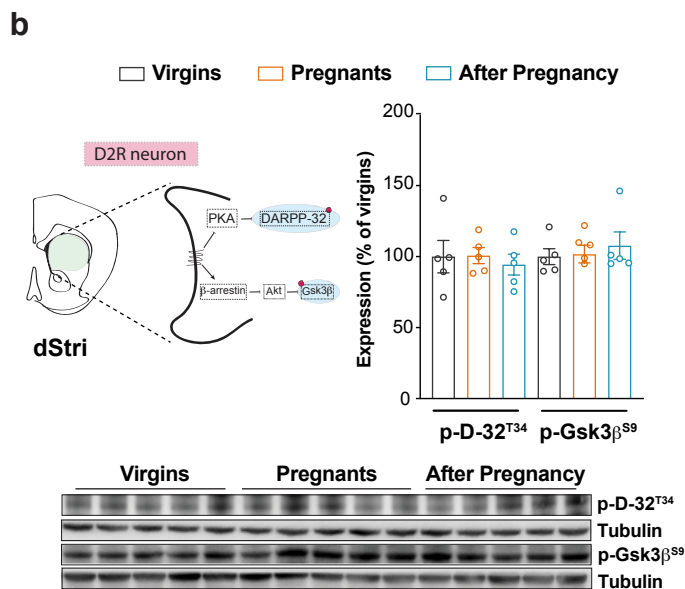 b
Virgins Pregnants After Pregnancy
D2R neuron
PKA DARPP-32
β-arrestin Akt Gsk3β
dStri
Expression (% of virgins)
200
150
100
50
0
p-D-32T34 p-Gsk3βS9
Virgins Pregnants After Pregnancy
p-D-32T34
Tubulin
p-Gsk3βS9
Tubulin